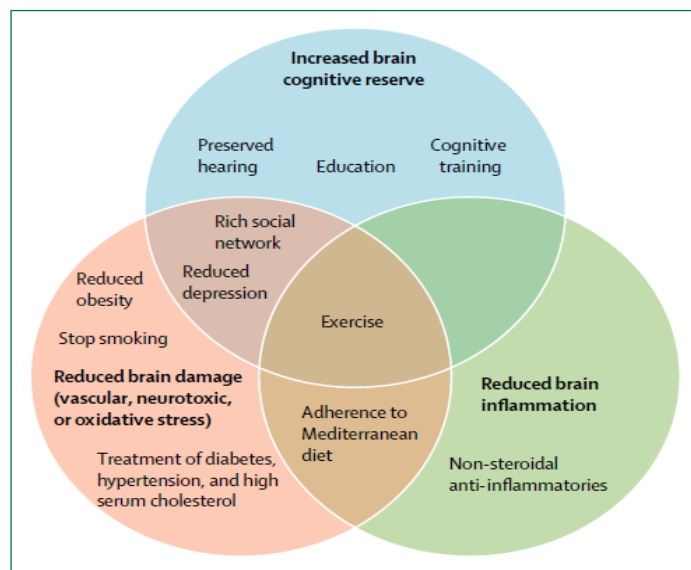 Increased brain
cognitive reserve
Preserved
hearing
Education
Cognitive
training
Rich social
network
Reduced
depression
Reduced
obesity
Stop smoking
Exercise
Reduced brain damage
(vascular, neurotoxic,
or oxidative stress)
Reduced brain
inflammation
Adherence to
Mediterranean
diet
Treatment of diabetes,
hypertension, and high
serum cholesterol
Non-steroidal
anti-inflammatories